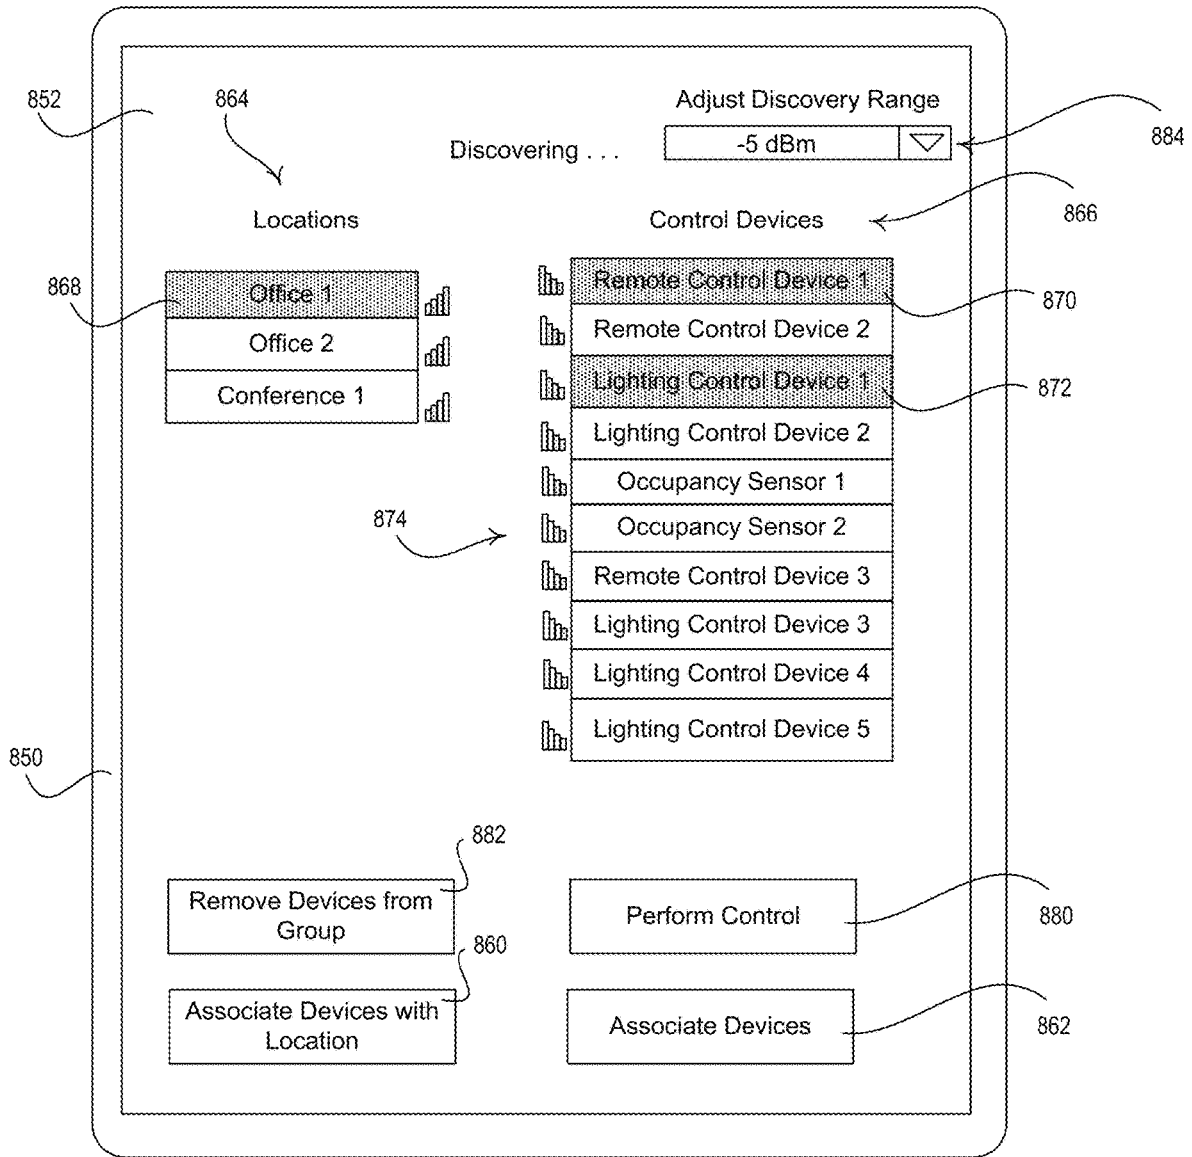 852
864
Adjust Discovery Range
Discovering . . .
-5 dBm
884
Locations
Control Devices
866
868
Office 1
Office 2
Conference 1
Remote Control Device 1
870
Remote Control Device 2
Lighting Control Device 1
872
Lighting Control Device 2
Occupancy Sensor 1
874
Occupancy Sensor 2
Remote Control Device 3
Lighting Control Device 3
Lighting Control Device 4
Lighting Control Device 5
850
882
Remove Devices from
Group
Perform Control
880
860
Associate Devices with
Location
Associate Devices
862